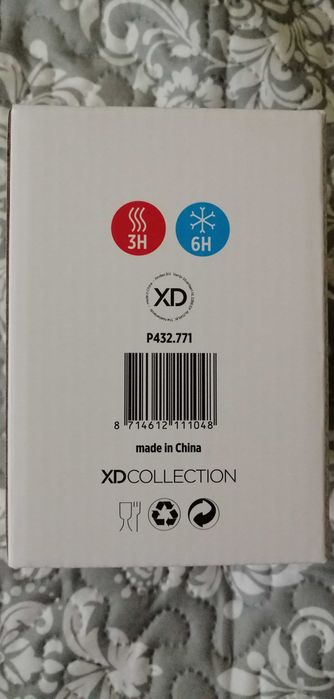 3H
6H
XD
P432.771
8 714612 111048
made in China
XDCOLLECTION